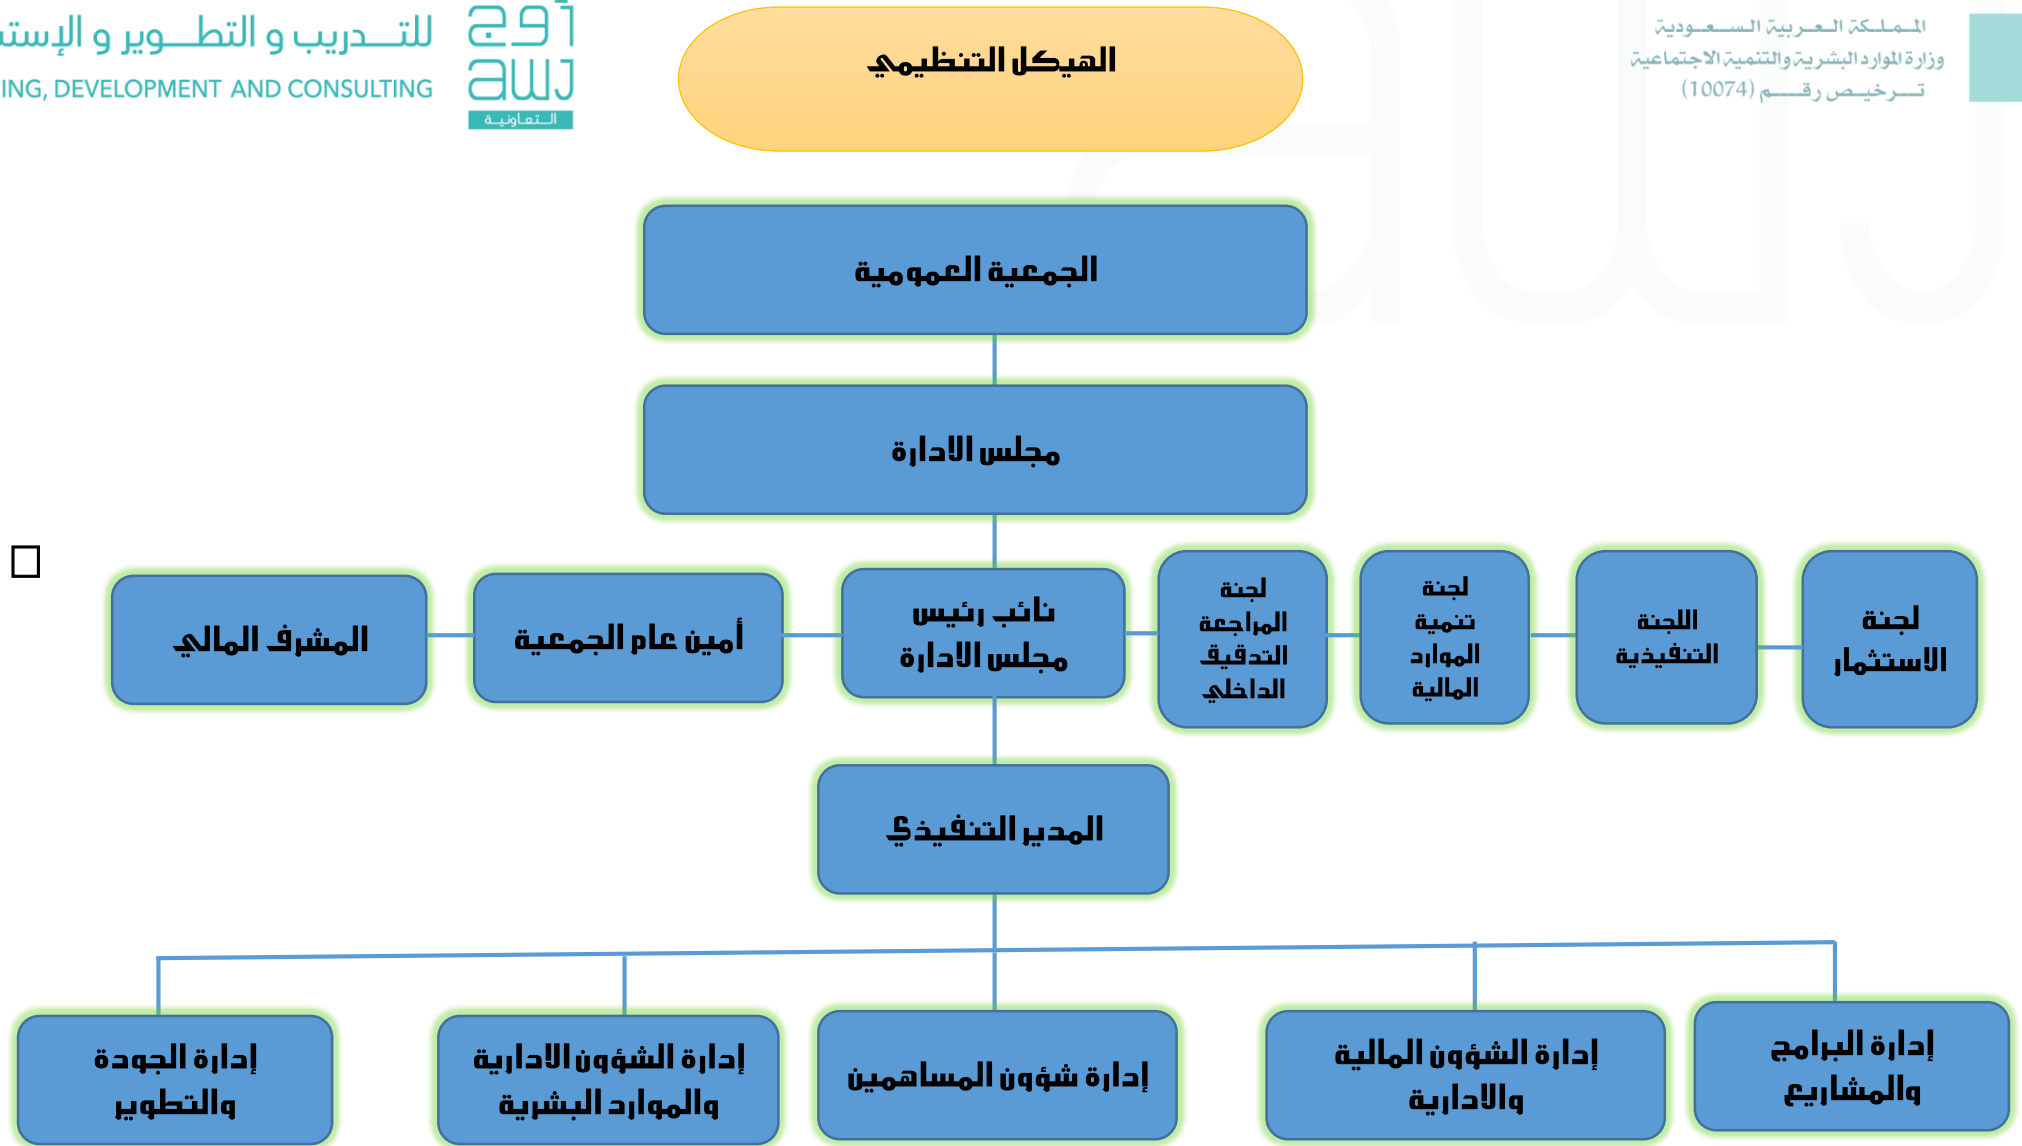 المملكة العربية السعودية
وزارة الموارد البشرية والتنمية الاجتماعية
ترخيص رقم (10074)
أوج
awj
التعاونية
للتدريب و التطوير و
ING, DEVELOPMENT AND CONSULTING
الهيكل التنظيمي
الجمعية العمومية
مجلس الادارة
لجنة
الاستثمار
اللجنة
التنفيذية
لجنة
تنمية
الموارد
المالية
لجنة
المراجعة
التدقيق
الداخلي
نائب رئيس
مجلس الادارة
أمين عام الجمعية
المشرف المالي
المدير التنفيذي
إدارة البرامج
والمشاريع
إدارة الشؤون المالية
والادارية
إدارة شؤون المساهمين
إدارة الشؤون الادارية
والموارد البشرية
إدارة الجودة
والتطوير